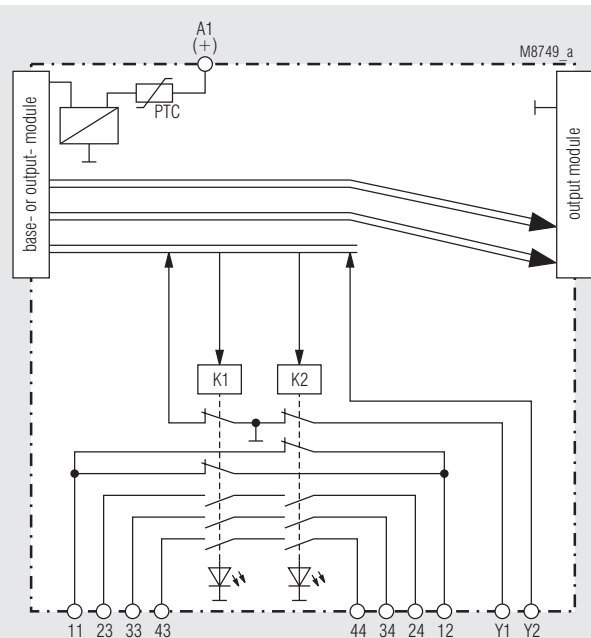 A1
(+)
M8749_a
PTC
base- or output- module
output module
K1 K2
11 23 33 43 44 34 24 12 Y1 Y2